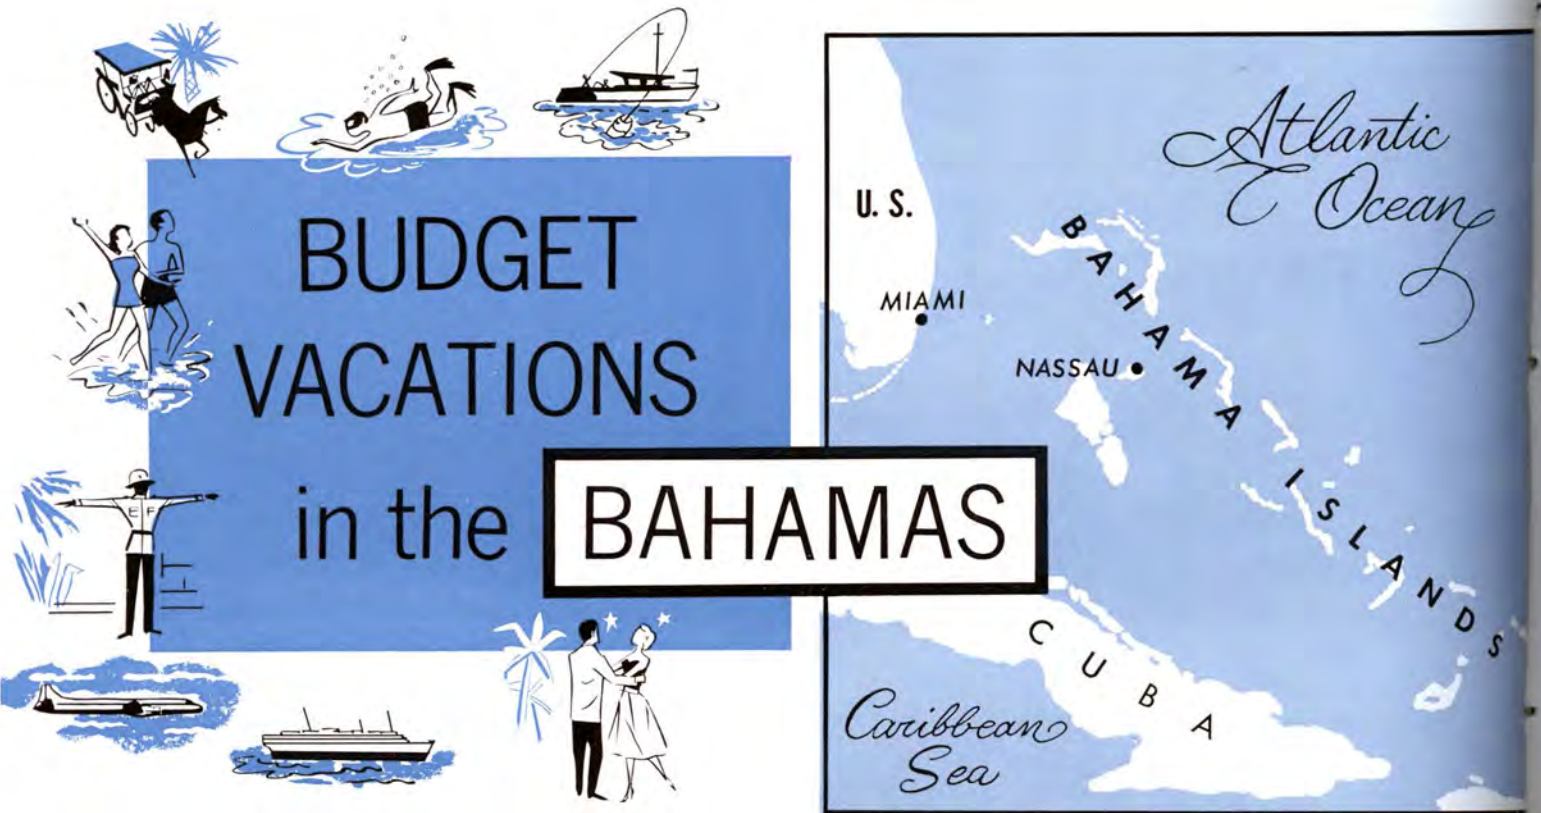 BUDGET
VACATIONS
in the BAHAMAS
E F
Atlantic
Ocean
U. S.
MIAMI
NASSAU
BAHAMA ISLANDS
CUBA
Caribbean
Sea